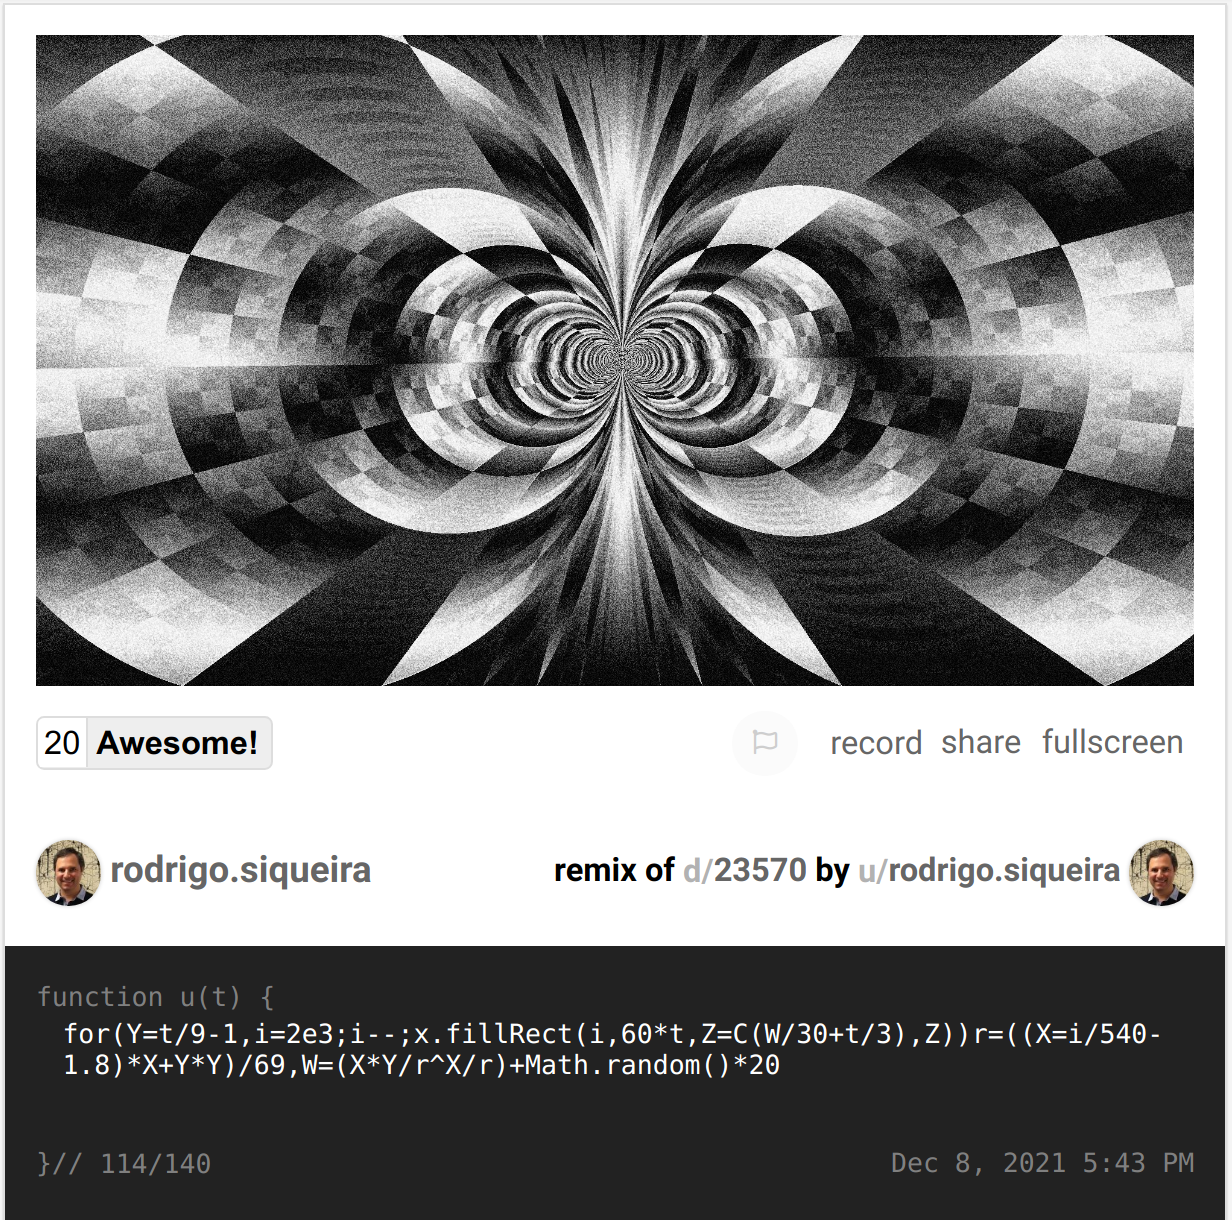 20 Awesome! record share fullscreen
rodrigo.siqueira remix of d/23570 by u/rodrigo.siqueira
function u(t) {
for(Y=t/9-1,i=2e3;i--;x.fillRect(i,60*t,Z=C(W/30+t/3),Z))r=((X=i/540-
1.8)*X+Y*Y)/69,W=(X*Y/r^X/r)+Math.random()*20
}// 114/140 Dec 8, 2021 5:43 PM